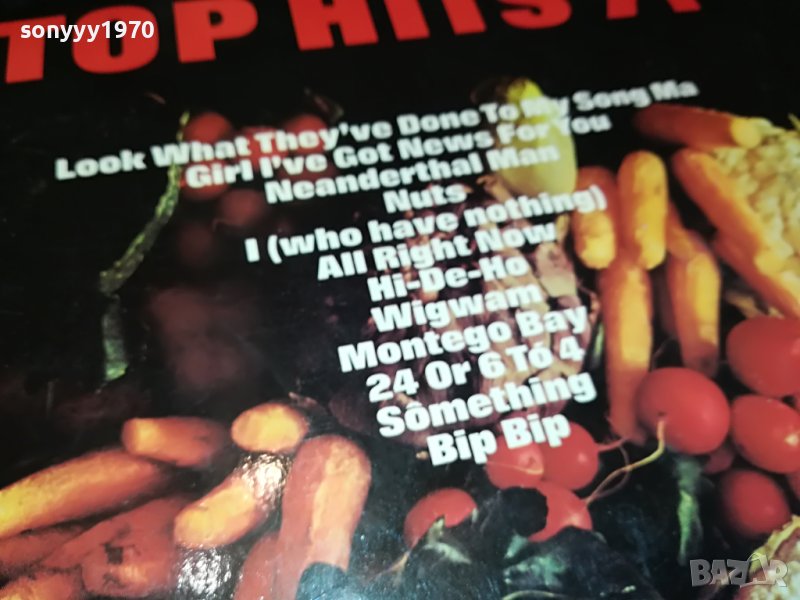 sonyyy1970
TOP Hits A
Look What They've Done To My Song Ma
Girl I've Got News For You
Neanderthal Man
Nuts
I (who have nothing)
All Right Now
Hi-De-Ho
Wigwam
Montego Bay
24 Or 6 To 4
Sômething
Bip Bip
BAZAR